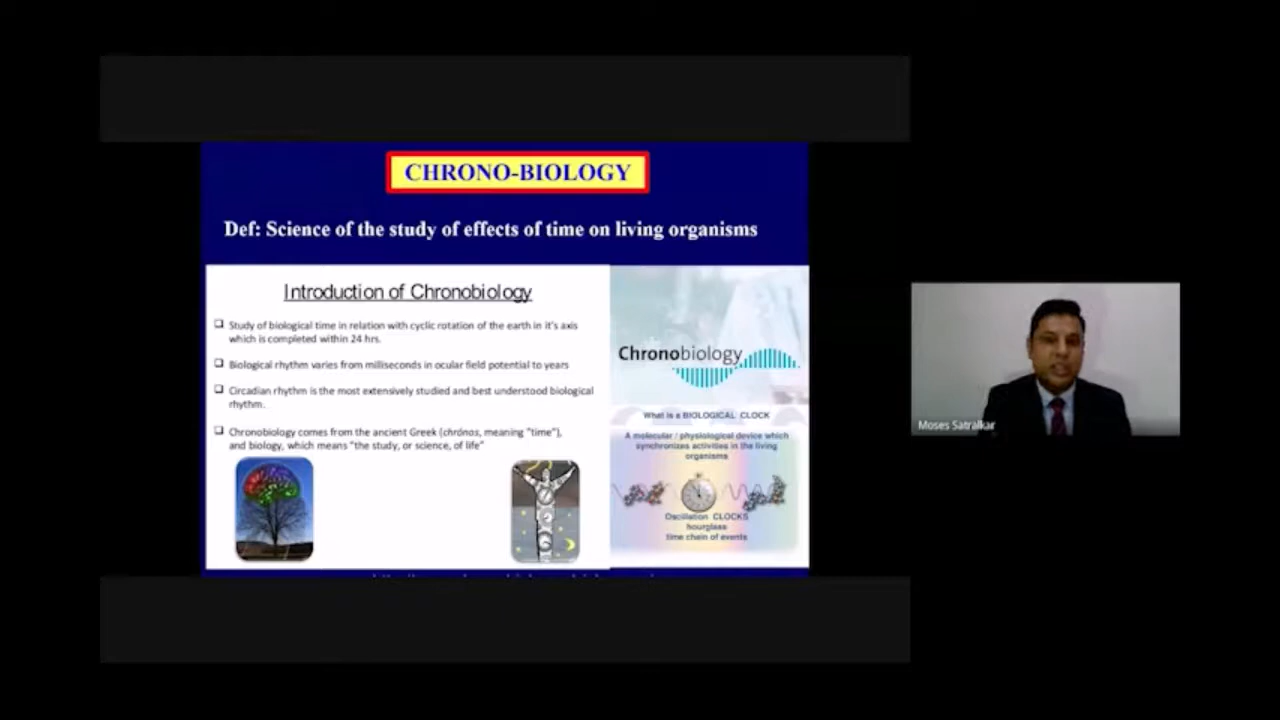 CHRONO-BIOLOGY
Def: Science of the study of effects of time on living organisms
Introduction of Chronobiology
Study of biological time in relation with cyclic rotation of the earth in it's axis
which is completed within 24 hrs.
Biological rhythm varies from milliseconds in ocular field potential to years
Circadian rhythm is the most extensively studied and best understood biological
rhythm.
Chronobiology comes from the ancient Greek (chrónos, meaning "time"),
and biology, which means "the study, or science, of life"
Chronobiology
What is a BIOLOGICAL CLOCK
A molecular / physiological device which
synchronizes activities in the living
organisms
Oscillation CLOCKS
hourglass
time chain of events
Moses Satralkar